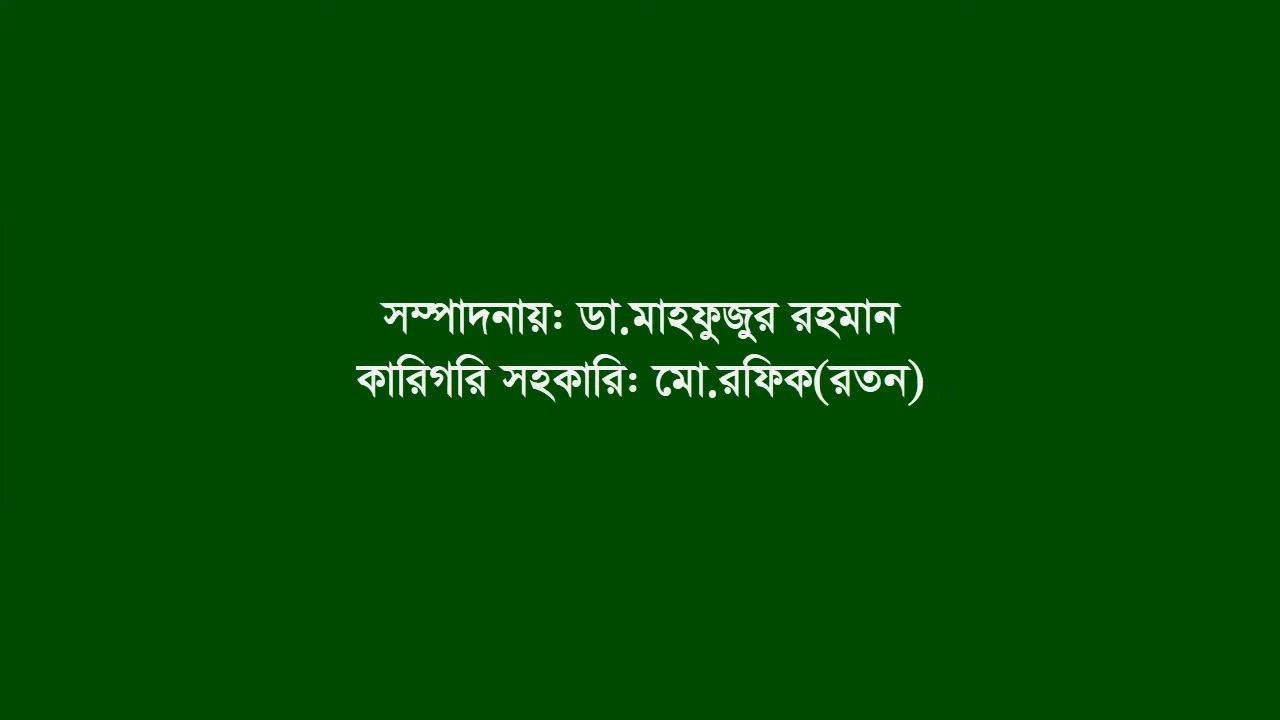 সম্পাদনায়: ডা.মাহফুজুর রহমান
কারিগরি সহকারি: মো.রফিক(রতন)